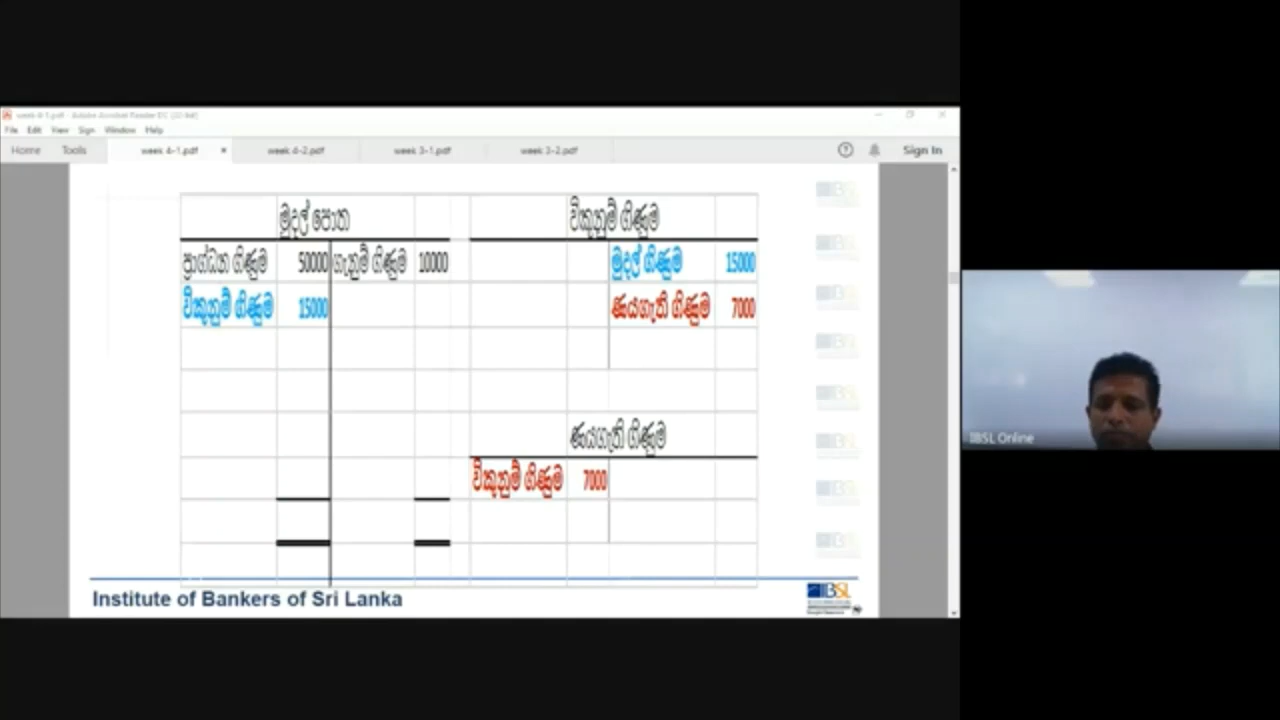 week 4-1.pdf - Adobe Acrobat Reader DC (32-bit)
File Edit View Sign Window Help
Home Tools week 4-1.pdf × week 4-2.pdf week 3-1.pdf week 3-2.pdf Sign In
මුදල් පොත විකුනුම් ගිණුම
ප්‍රාග්ධන ගිණුම 50000 ගැනුම් ගිණුම 10000 මුදල් ගිණුම 15000
විකුනුම් ගිණුම 15000 ණයගැති ගිණුම 7000
ණයගැති ගිණුම
විකුනුම් ගිණුම 7000
Institute of Bankers of Sri Lanka
IBSL
IBSL Online